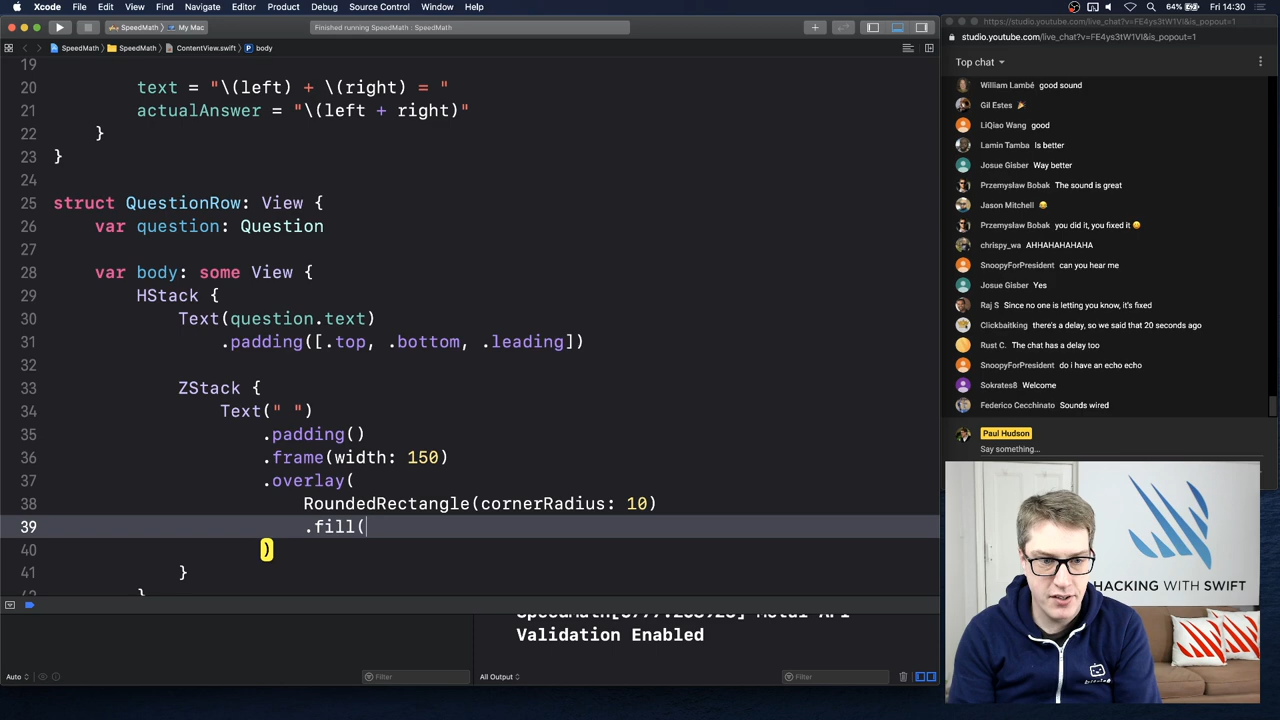 Xcode File Edit View Find Navigate Editor Product Debug Source Control Window Help
64% Fri 14:30
SpeedMath My Mac
Finished running SpeedMath : SpeedMath
SpeedMath SpeedMath ContentView.swift body
19
20 text = "\(left) + \(right) = "
21 actualAnswer = "\(left + right)"
22 }
23 }
24
25 struct QuestionRow: View {
26 var question: Question
27
28 var body: some View {
29 HStack {
30 Text(question.text)
31 .padding([.top, .bottom, .leading])
32
33 ZStack {
34 Text(" ")
35 .padding()
36 .frame(width: 150)
37 .overlay(
38 RoundedRectangle(cornerRadius: 10)
39 .fill(
40 )
41 }
Validation Enabled
Auto
Filter
All Output
Filter
https://studio.youtube.com/live_chat?v=FE4ys3tW1VI&is_popout=1
studio.youtube.com/live_chat?v=FE4ys3tW1VI&is_popout=1
Top chat
William Lambé good sound
Gil Estes 🎉
LiQiao Wang good
Lamin Tamba Is better
Josue Gisber Way better
Przemysław Bobak The sound is great
Jason Mitchell 😂
Przemysław Bobak you did it, you fixed it 😀
chrispy_wa AHHAHAHAHAHA
SnoopyForPresident can you hear me
Josue Gisber Yes
Raj S Since no one is letting you know, it's fixed
Clickbaitking there's a delay, so we said that 20 seconds ago
Rust C. The chat has a delay too
SnoopyForPresident do i have an echo echo
Sokrates8 Welcome
Federico Cecchinato Sounds wired
Paul Hudson
Say something...
HACKING WITH SWIFT